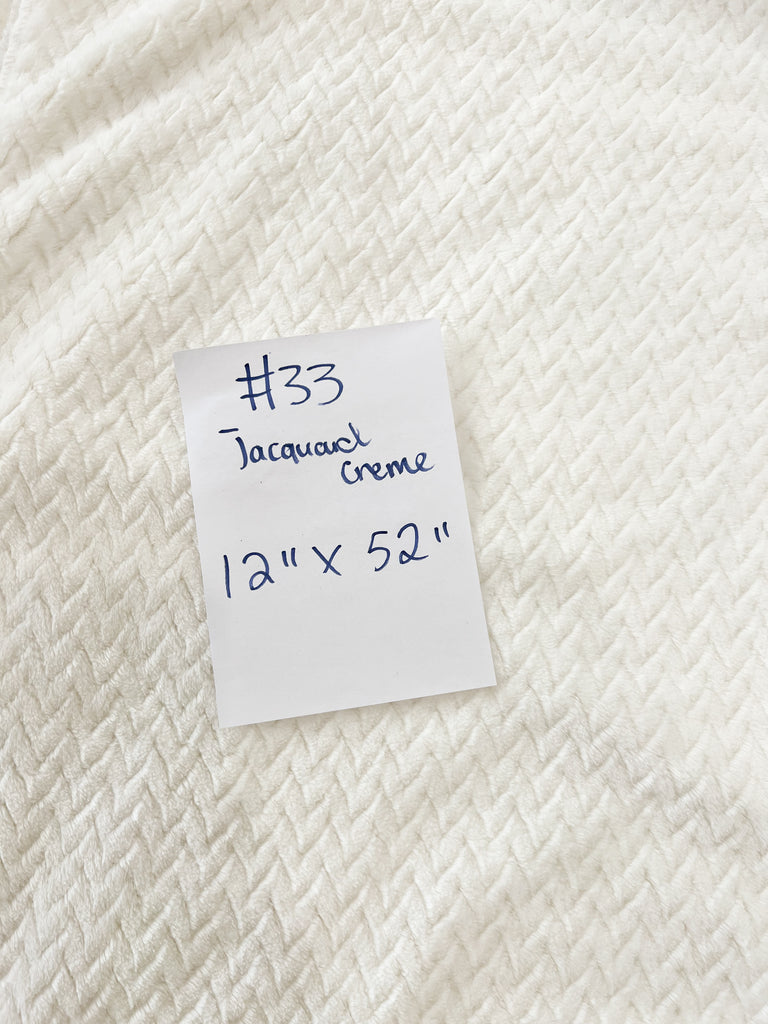 #33
Jacquard
Creme
12" x 52"